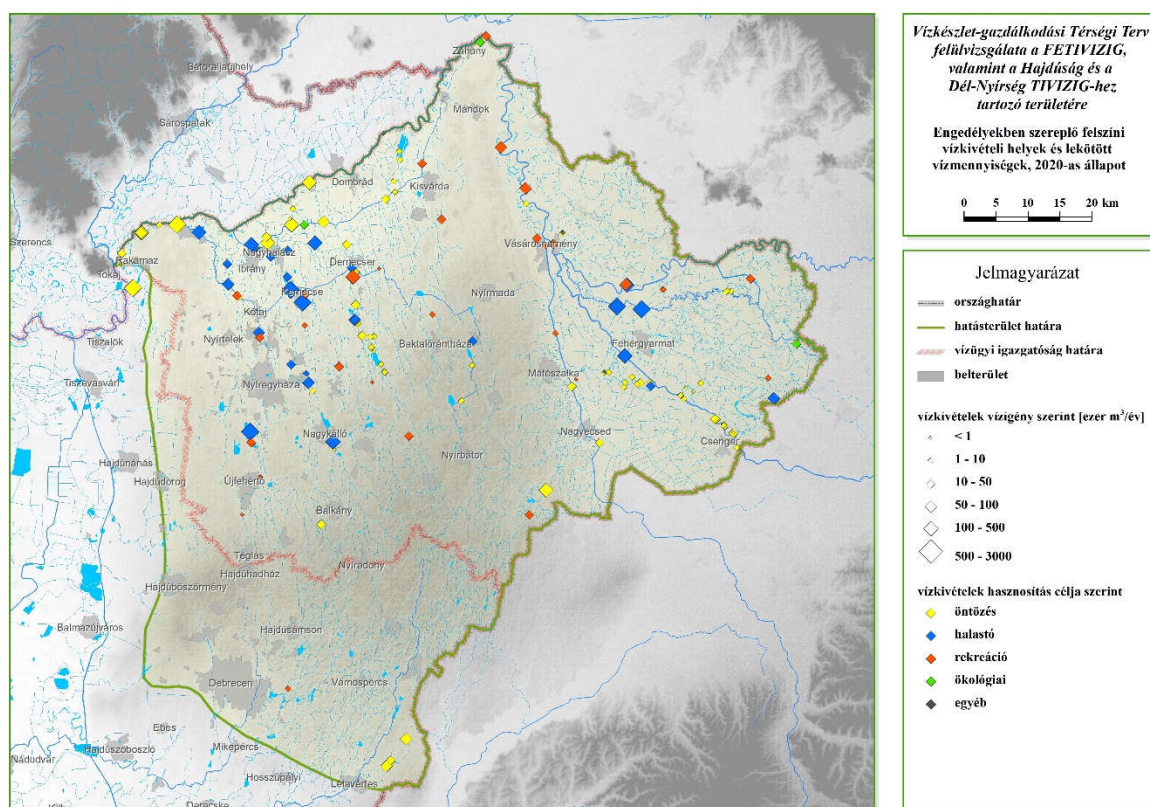 Vízkészlet-gazdálkodási Térségi Terv
felülvizsgálata a FETIVIZIG,
valamint a Hajdúság és a
Dél-Nyírség TIVIZIG-hez
tartozó területére
Engedélyekben szereplő felszíni
vízkivételi helyek és lekötött
vízmennyiségek, 2020-as állapot
0 5 10 20 km
Jelmagyarázat
országhatár
hatásterület határa
vízügyi igazgatóság határa
belterület
vízkivételek vízigény szerint [ezer m³/év]
< 1
1 - 10
10 - 50
50 - 100
100 - 500
500 - 3000
vízkivételek hasznosítás célja szerint
öntözés
halastó
rekreáció
ökológiai
egyéb
Záhony
Sátoraljaújhely
Mándok
Sárospatak
Dombrád
Kisvárda
Szerencs
Vásárosnamény
Nagyhalász
Rakamaz
Ibrány
Demecser
Tokaj
Kemecse
Nyírmada
Kótaj
Tiszalök
Nyírtelek
Baktalórántháza
Fehérgyarmat
Tiszavasvári
Nyíregyháza
Mátészalka
Nagykálló
Nagyecsed
Csenger
Hajdúnánás
Nyírbátor
Hajdúdorog
Újfehértó
Balkány
Téglás
Nyíradony
Hajdúhadház
Hajdúböszörmény
Balmazújváros
Hajdúsámson
Debrecen
Vámospércs
Ebes
Mikepércs
Hajdúszoboszló
Nádudvar
Hosszúpályi
Létavértes
Derecske